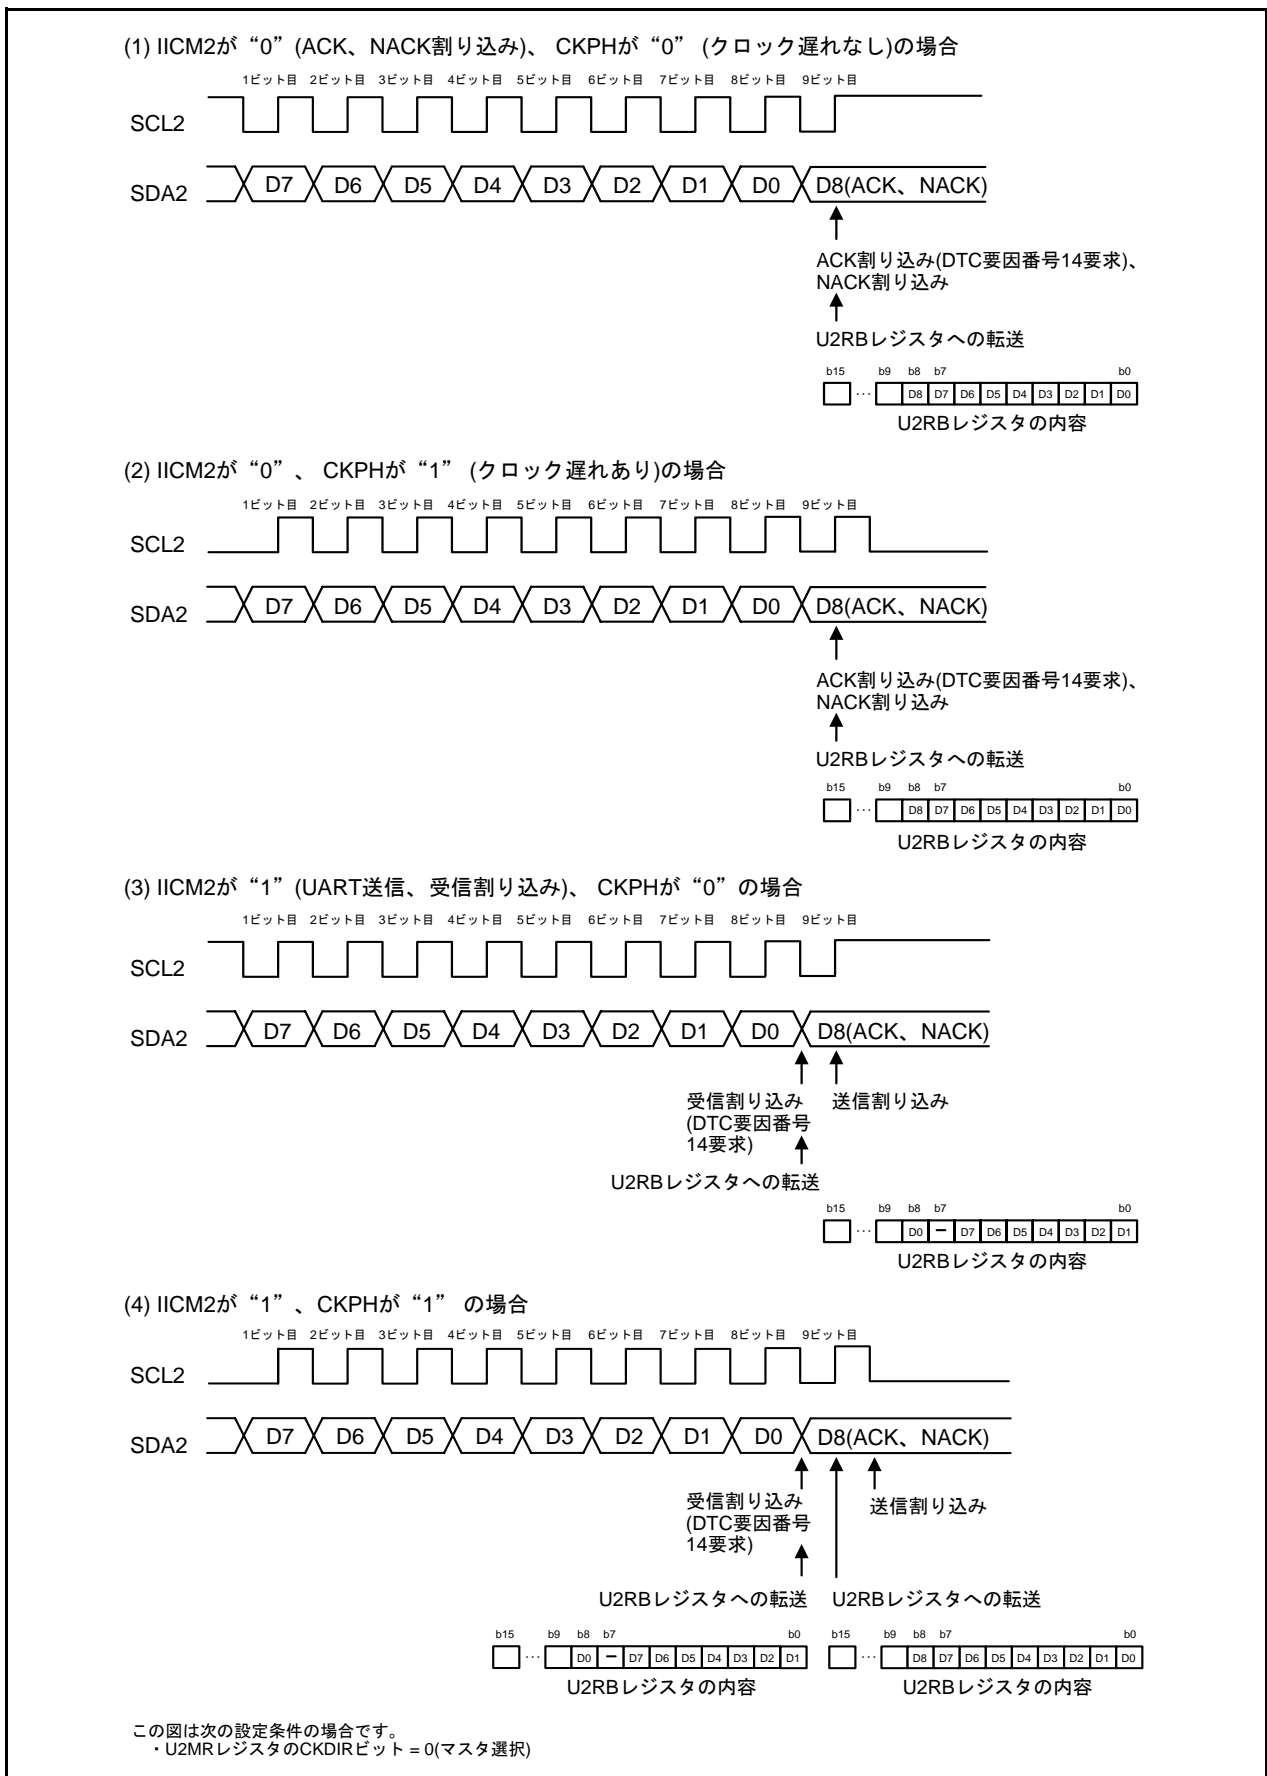 (1) IICM2が“0”(ACK、NACK割り込み)、 CKPHが“0” (クロック遅れなし)の場合
1ビット目 2ビット目 3ビット目 4ビット目 5ビット目 6ビット目 7ビット目 8ビット目 9ビット目
SCL2
SDA2 D7 D6 D5 D4 D3 D2 D1 D0 D8(ACK、NACK)
ACK割り込み(DTC要因番号14要求)、
NACK割り込み
U2RBレジスタへの転送
b15 b9 b8 b7 b0
… D8 D7 D6 D5 D4 D3 D2 D1 D0
U2RBレジスタの内容
(2) IICM2が“0”、 CKPHが“1” (クロック遅れあり)の場合
1ビット目 2ビット目 3ビット目 4ビット目 5ビット目 6ビット目 7ビット目 8ビット目 9ビット目
SCL2
SDA2 D7 D6 D5 D4 D3 D2 D1 D0 D8(ACK、NACK)
ACK割り込み(DTC要因番号14要求)、
NACK割り込み
U2RBレジスタへの転送
b15 b9 b8 b7 b0
… D8 D7 D6 D5 D4 D3 D2 D1 D0
U2RBレジスタの内容
(3) IICM2が“1”(UART送信、受信割り込み)、 CKPHが“0”の場合
1ビット目 2ビット目 3ビット目 4ビット目 5ビット目 6ビット目 7ビット目 8ビット目 9ビット目
SCL2
SDA2 D7 D6 D5 D4 D3 D2 D1 D0 D8(ACK、NACK)
受信割り込み 送信割り込み
(DTC要因番号
14要求)
U2RBレジスタへの転送
b15 b9 b8 b7 b0
… D0 − D7 D6 D5 D4 D3 D2 D1
U2RBレジスタの内容
(4) IICM2が“1”、CKPHが“1” の場合
1ビット目 2ビット目 3ビット目 4ビット目 5ビット目 6ビット目 7ビット目 8ビット目 9ビット目
SCL2
SDA2 D7 D6 D5 D4 D3 D2 D1 D0 D8(ACK、NACK)
受信割り込み 送信割り込み
(DTC要因番号
14要求)
U2RBレジスタへの転送 U2RBレジスタへの転送
b15 b9 b8 b7 b0 b15 b9 b8 b7 b0
… D0 − D7 D6 D5 D4 D3 D2 D1 … D8 D7 D6 D5 D4 D3 D2 D1 D0
U2RBレジスタの内容 U2RBレジスタの内容
この図は次の設定条件の場合です。
・U2MRレジスタのCKDIRビット = 0(マスタ選択)